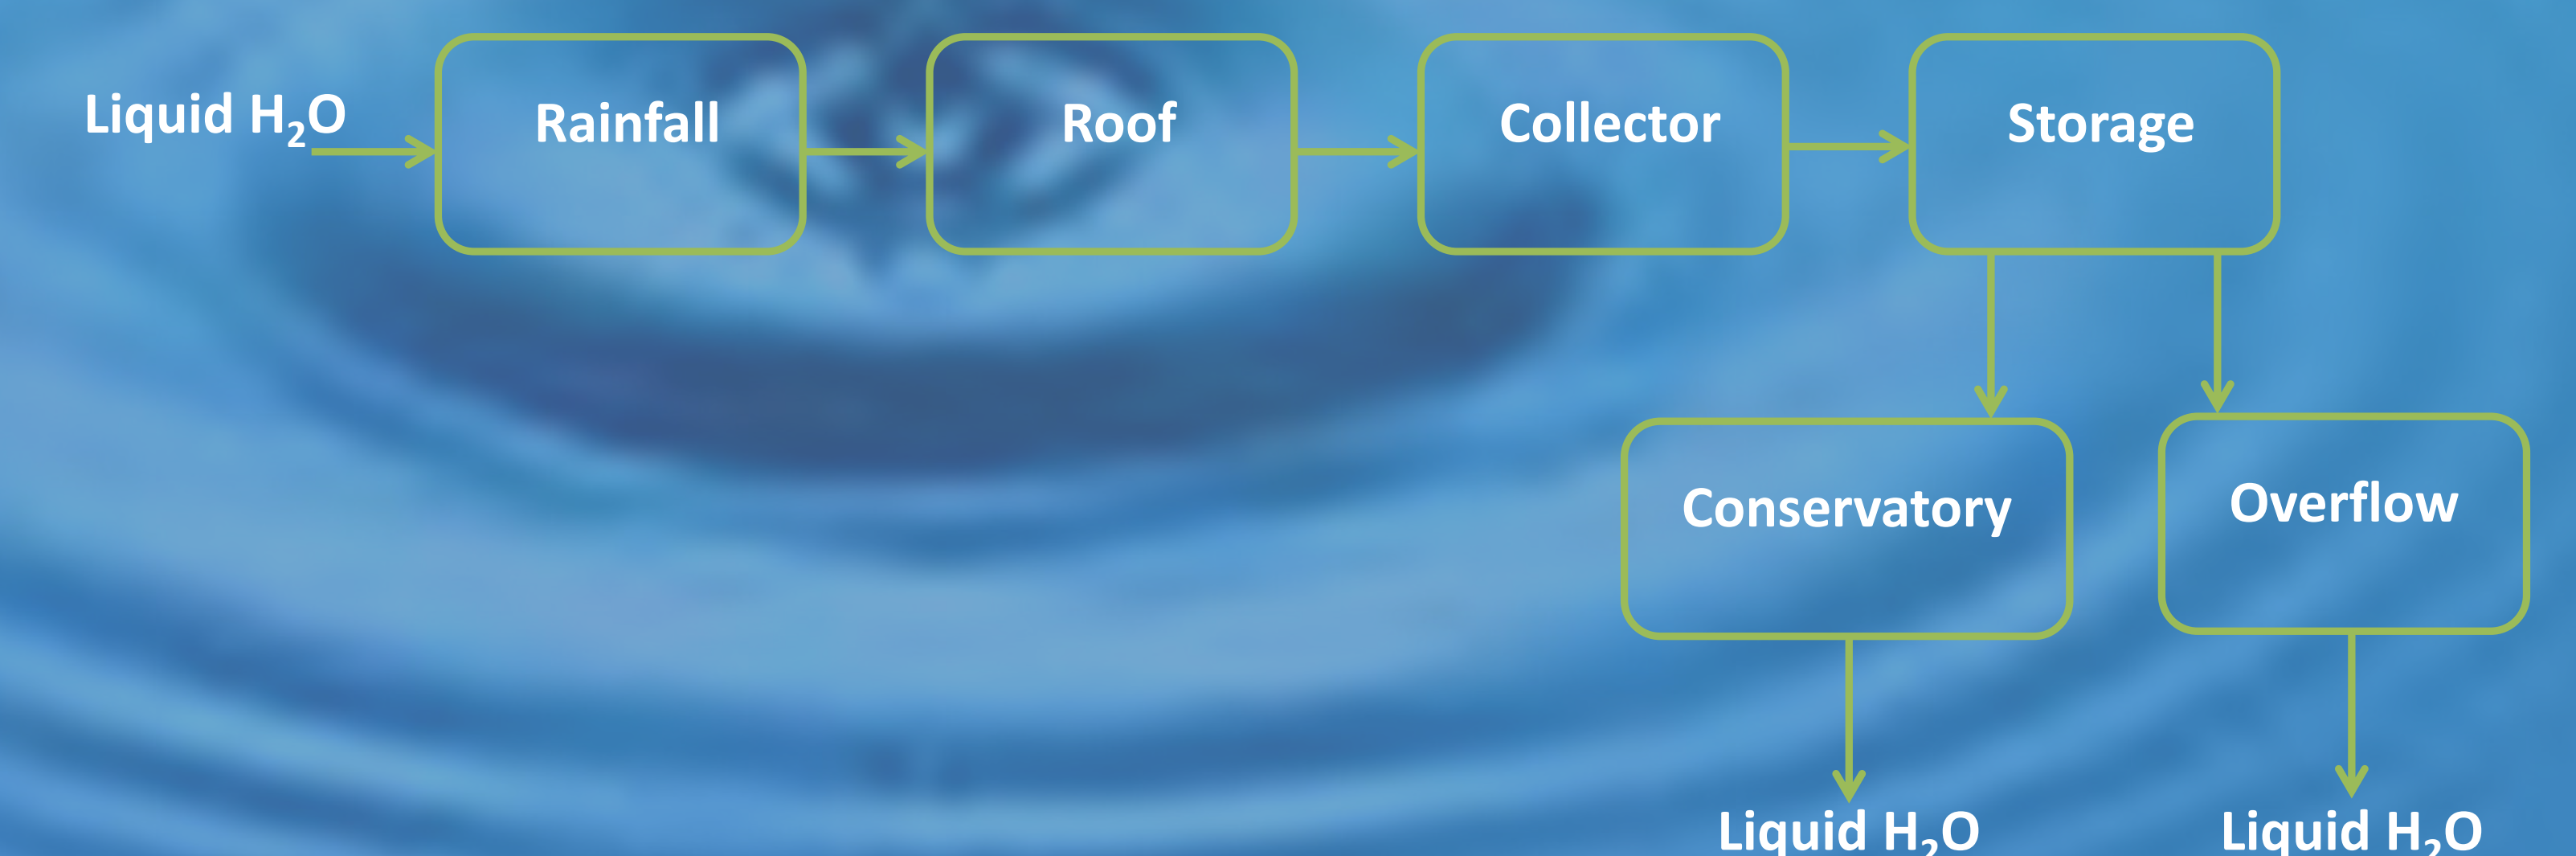 Liquid H₂O
Rainfall
Roof
Collector
Storage
Conservatory
Overflow
Liquid H₂O
Liquid H₂O